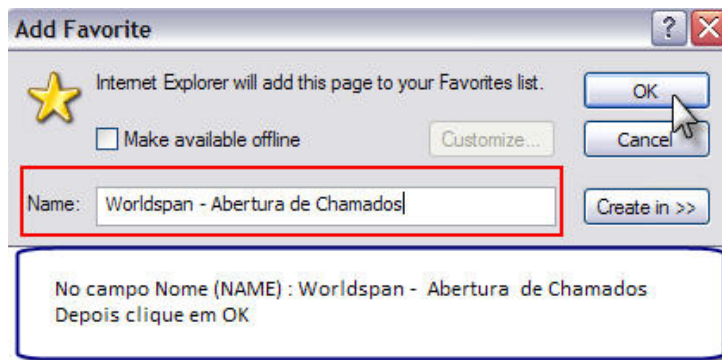 Add Favorite
?
X
Internet Explorer will add this page to your Favorites list.
OK
Make available offline
Customize...
Cancel
Name:
Worldspan - Abertura de Chamados
Create in >>
No campo Nome (NAME) : Worldspan - Abertura de Chamados
Depois clique em OK